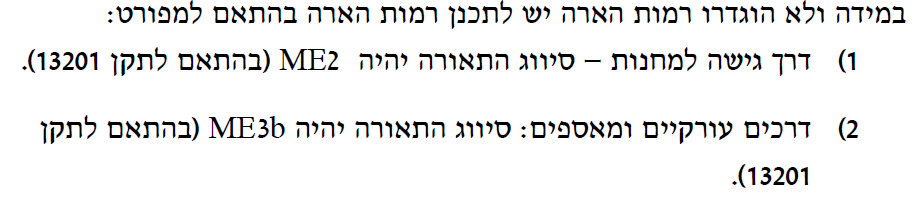 במידה ולא הוגדרו רמות הארה יש לתכנן רמות הארה בהתאם למפורט:
1) דרך גישה למחנות – סיווג התאורה יהיה ME2 (בהתאם לתקן 13201).
2) דרכים עורקיים ומאספים: סיווג התאורה יהיה ME3b (בהתאם לתקן
13201).